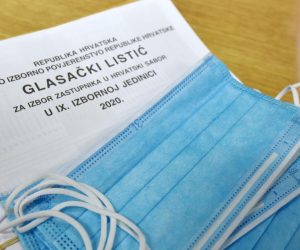 REPUBLIKA HRVATSKA
O IZBORNO POVJERENSTVO REPUBLIKE HRVATSKE
GLASAČKI LISTIĆ
ZA IZBOR ZASTUPNIKA U HRVATSKI SABOR
U IX. IZBORNOJ JEDINICI
2020.